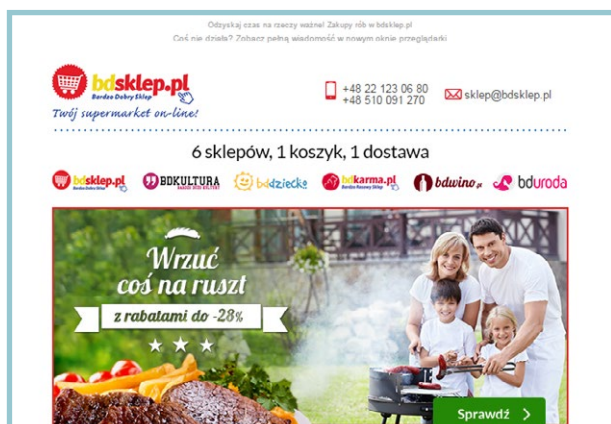 Odzyskaj czas na rzeczy ważne! Zakupy rób w bdsklep.pl
Coś nie działa? Zobacz pełną wiadomość w nowym oknie przeglądarki
bdsklep.pl
Bardzo Dobry Sklep
Twój supermarket on-line!
+48 22 123 06 80
+48 510 091 270
sklep@bdsklep.pl
6 sklepów, 1 koszyk, 1 dostawa
bdsklep.pl
BDKULTURA
bddziecko
bdkarma.pl
bdwino.pl
bduroda
Wrzuć
coś na ruszt
z rabatami do -28%
Sprawdź